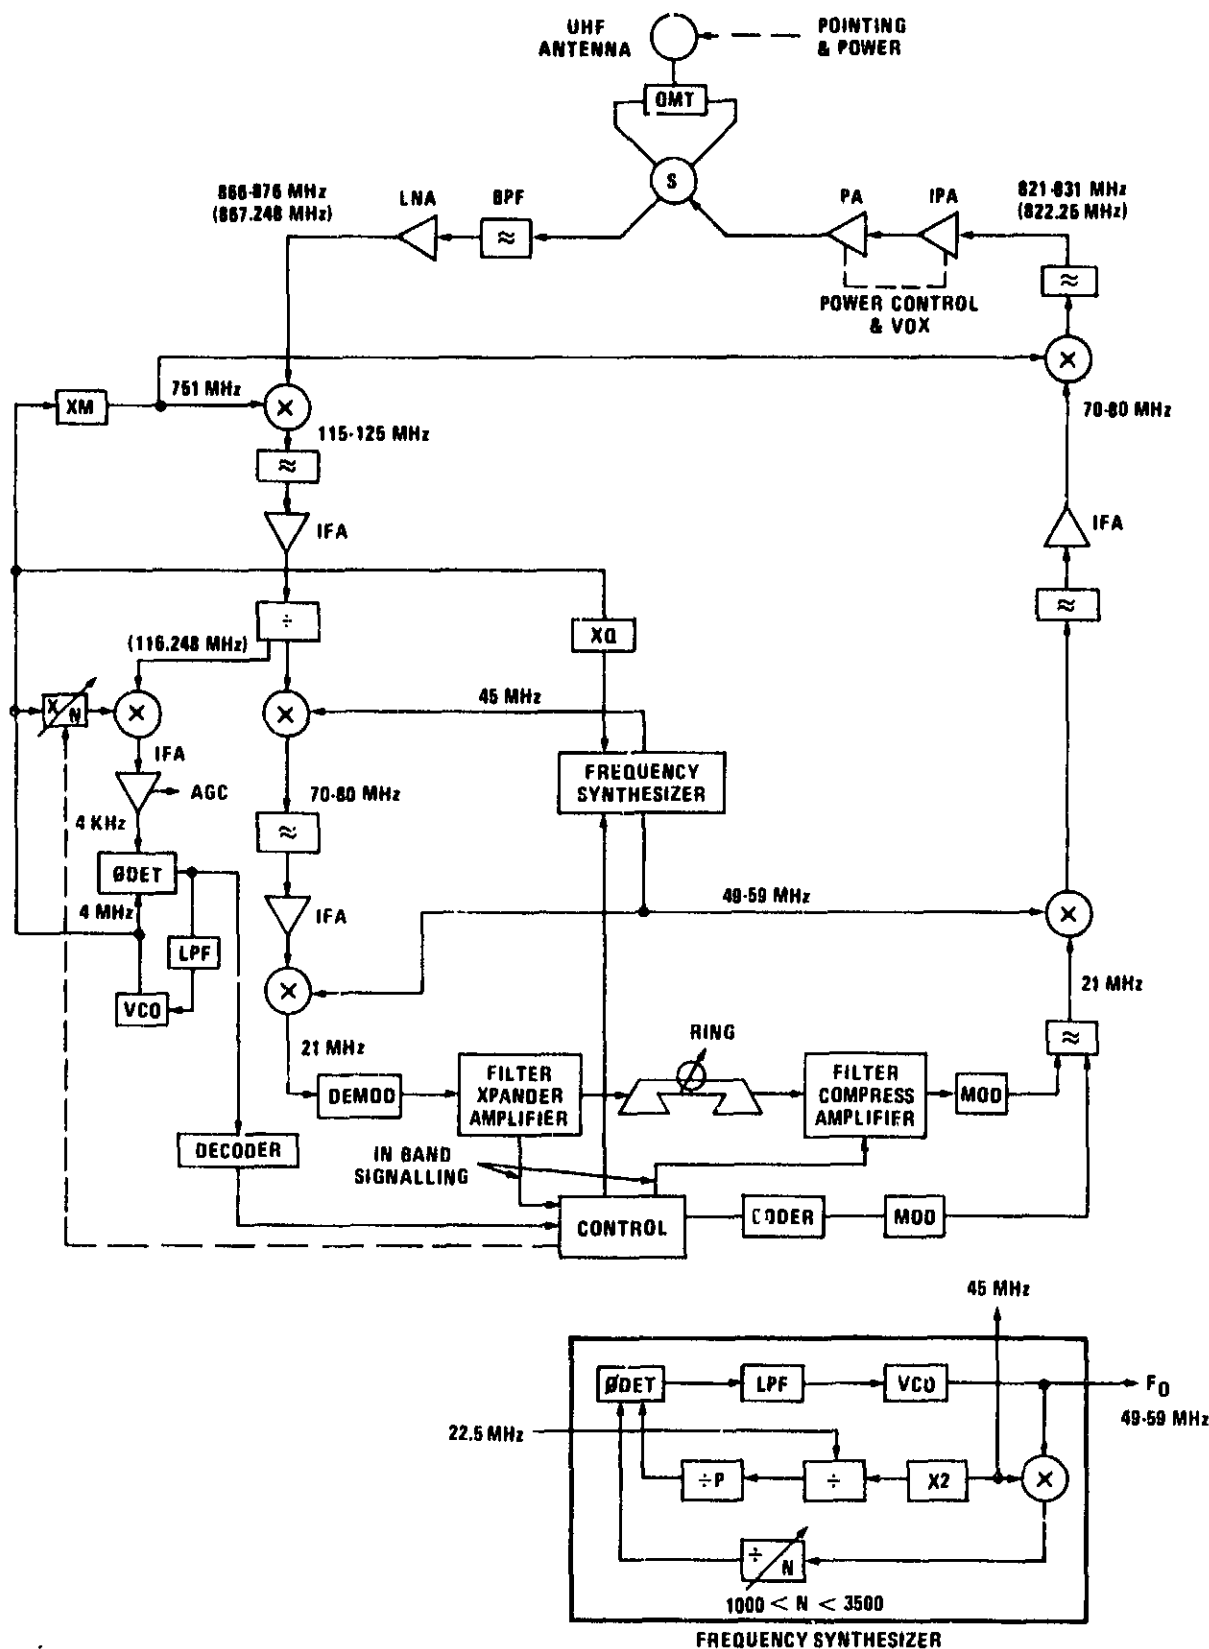 UHF
ANTENNA
POINTING
& POWER
OMT
S
866-876 MHz
(867.248 MHz)
LNA
BPF
≈
PA
IPA
821-831 MHz
(822.25 MHz)
≈
POWER CONTROL
& VOX
×
XM
751 MHz
×
70-80 MHz
115-125 MHz
≈
IFA
IFA
÷
≈
(116.248 MHz)
XQ
X
N
×
×
45 MHz
IFA
FREQUENCY
SYNTHESIZER
AGC
70-80 MHz
4 KHz
≈
ØDET
4 MHz
49-59 MHz
IFA
×
LPF
×
VCO
21 MHz
21 MHz
RING
≈
DEMOD
FILTER
XPANDER
AMPLIFIER
FILTER
COMPRESS
AMPLIFIER
MOD
DECODER
IN BAND
SIGNALLING
CONTROL
CODER
MOD
45 MHz
ØDET
LPF
VCO
F0
49-59 MHz
22.5 MHz
÷P
÷
X2
×
÷
N
1000 < N < 3500
FREQUENCY SYNTHESIZER